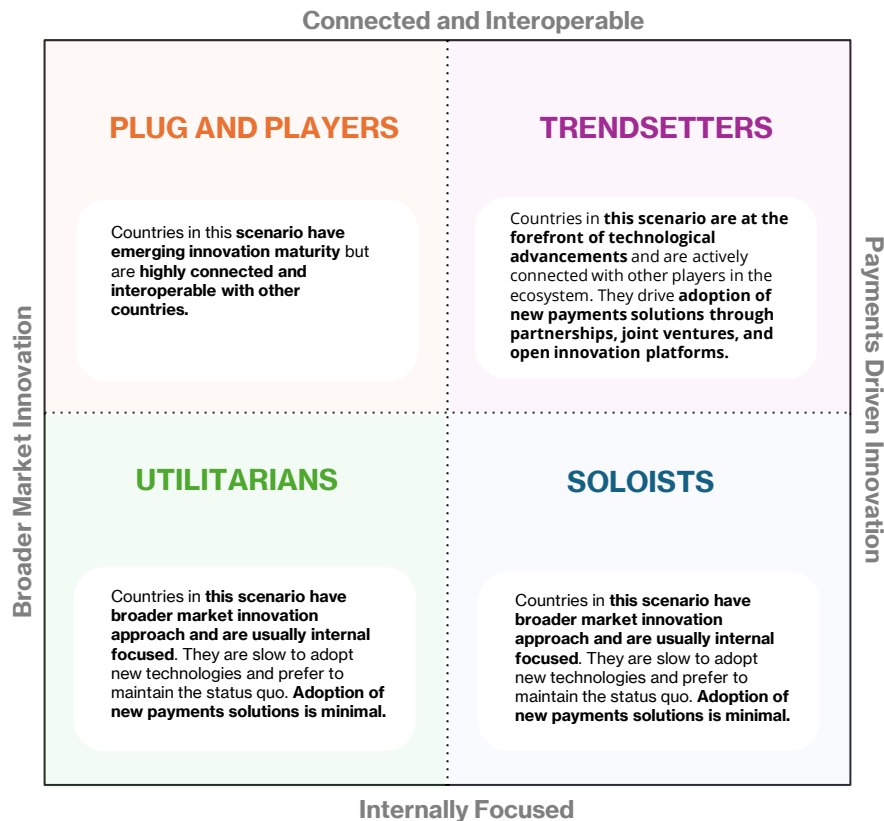 Connected and Interoperable
PLUG AND PLAYERS
Countries in this scenario have
emerging innovation maturity but
are highly connected and
interoperable with other
countries.
TRENDSETTERS
Countries in this scenario are at the
forefront of technological
advancements and are actively
connected with other players in the
ecosystem. They drive adoption of
new payments solutions through
partnerships, joint ventures, and
open innovation platforms.
Broader Market Innovation
Payments Driven Innovation
UTILITARIANS
Countries in this scenario have
broader market innovation
approach and are usually internal
focused. They are slow to adopt
new technologies and prefer to
maintain the status quo. Adoption of
new payments solutions is minimal.
SOLOISTS
Countries in this scenario have
broader market innovation
approach and are usually internal
focused. They are slow to adopt
new technologies and prefer to
maintain the status quo. Adoption of
new payments solutions is minimal.
Internally Focused